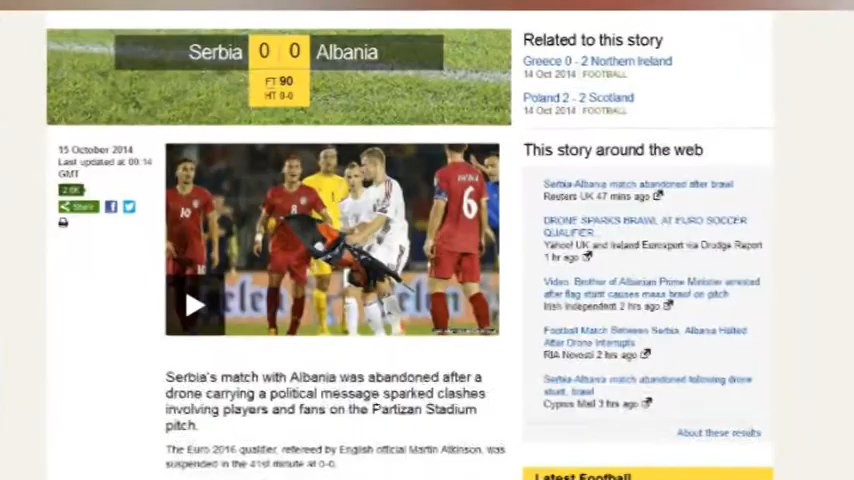 Serbia 0 0 Albania
FT 90
HT 0-0
15 October 2014
Last updated at 00:14
GMT
2.6K
Share
10
8
1
6
Serbia's match with Albania was abandoned after a
drone carrying a political message sparked clashes
involving players and fans on the Partizan Stadium
pitch.
The Euro 2016 qualifier, refereed by English official Martin Atkinson, was
suspended in the 41st minute at 0-0.
Related to this story
Greece 0 - 2 Northern Ireland
14 Oct 2014 FOOTBALL
Poland 2 - 2 Scotland
14 Oct 2014 FOOTBALL
This story around the web
Serbia-Albania match abandoned after brawl
Reuters UK 47 mins ago
DRONE SPARKS BRAWL AT EURO SOCCER
QUALIFIER...
Yahoo! UK and Ireland Eurosport via Drudge Report
1 hr ago
Video: Brother of Albanian Prime Minister arrested
after flag stunt causes mass brawl on pitch
Irish Independent 2 hrs ago
Football Match Between Serbia, Albania Halted
After Drone Interrupts
RIA Novosti 2 hrs ago
Serbia-Albania match abandoned following drone
stunt, brawl
Cyprus Mail 3 hrs ago
About these results
Latest Football